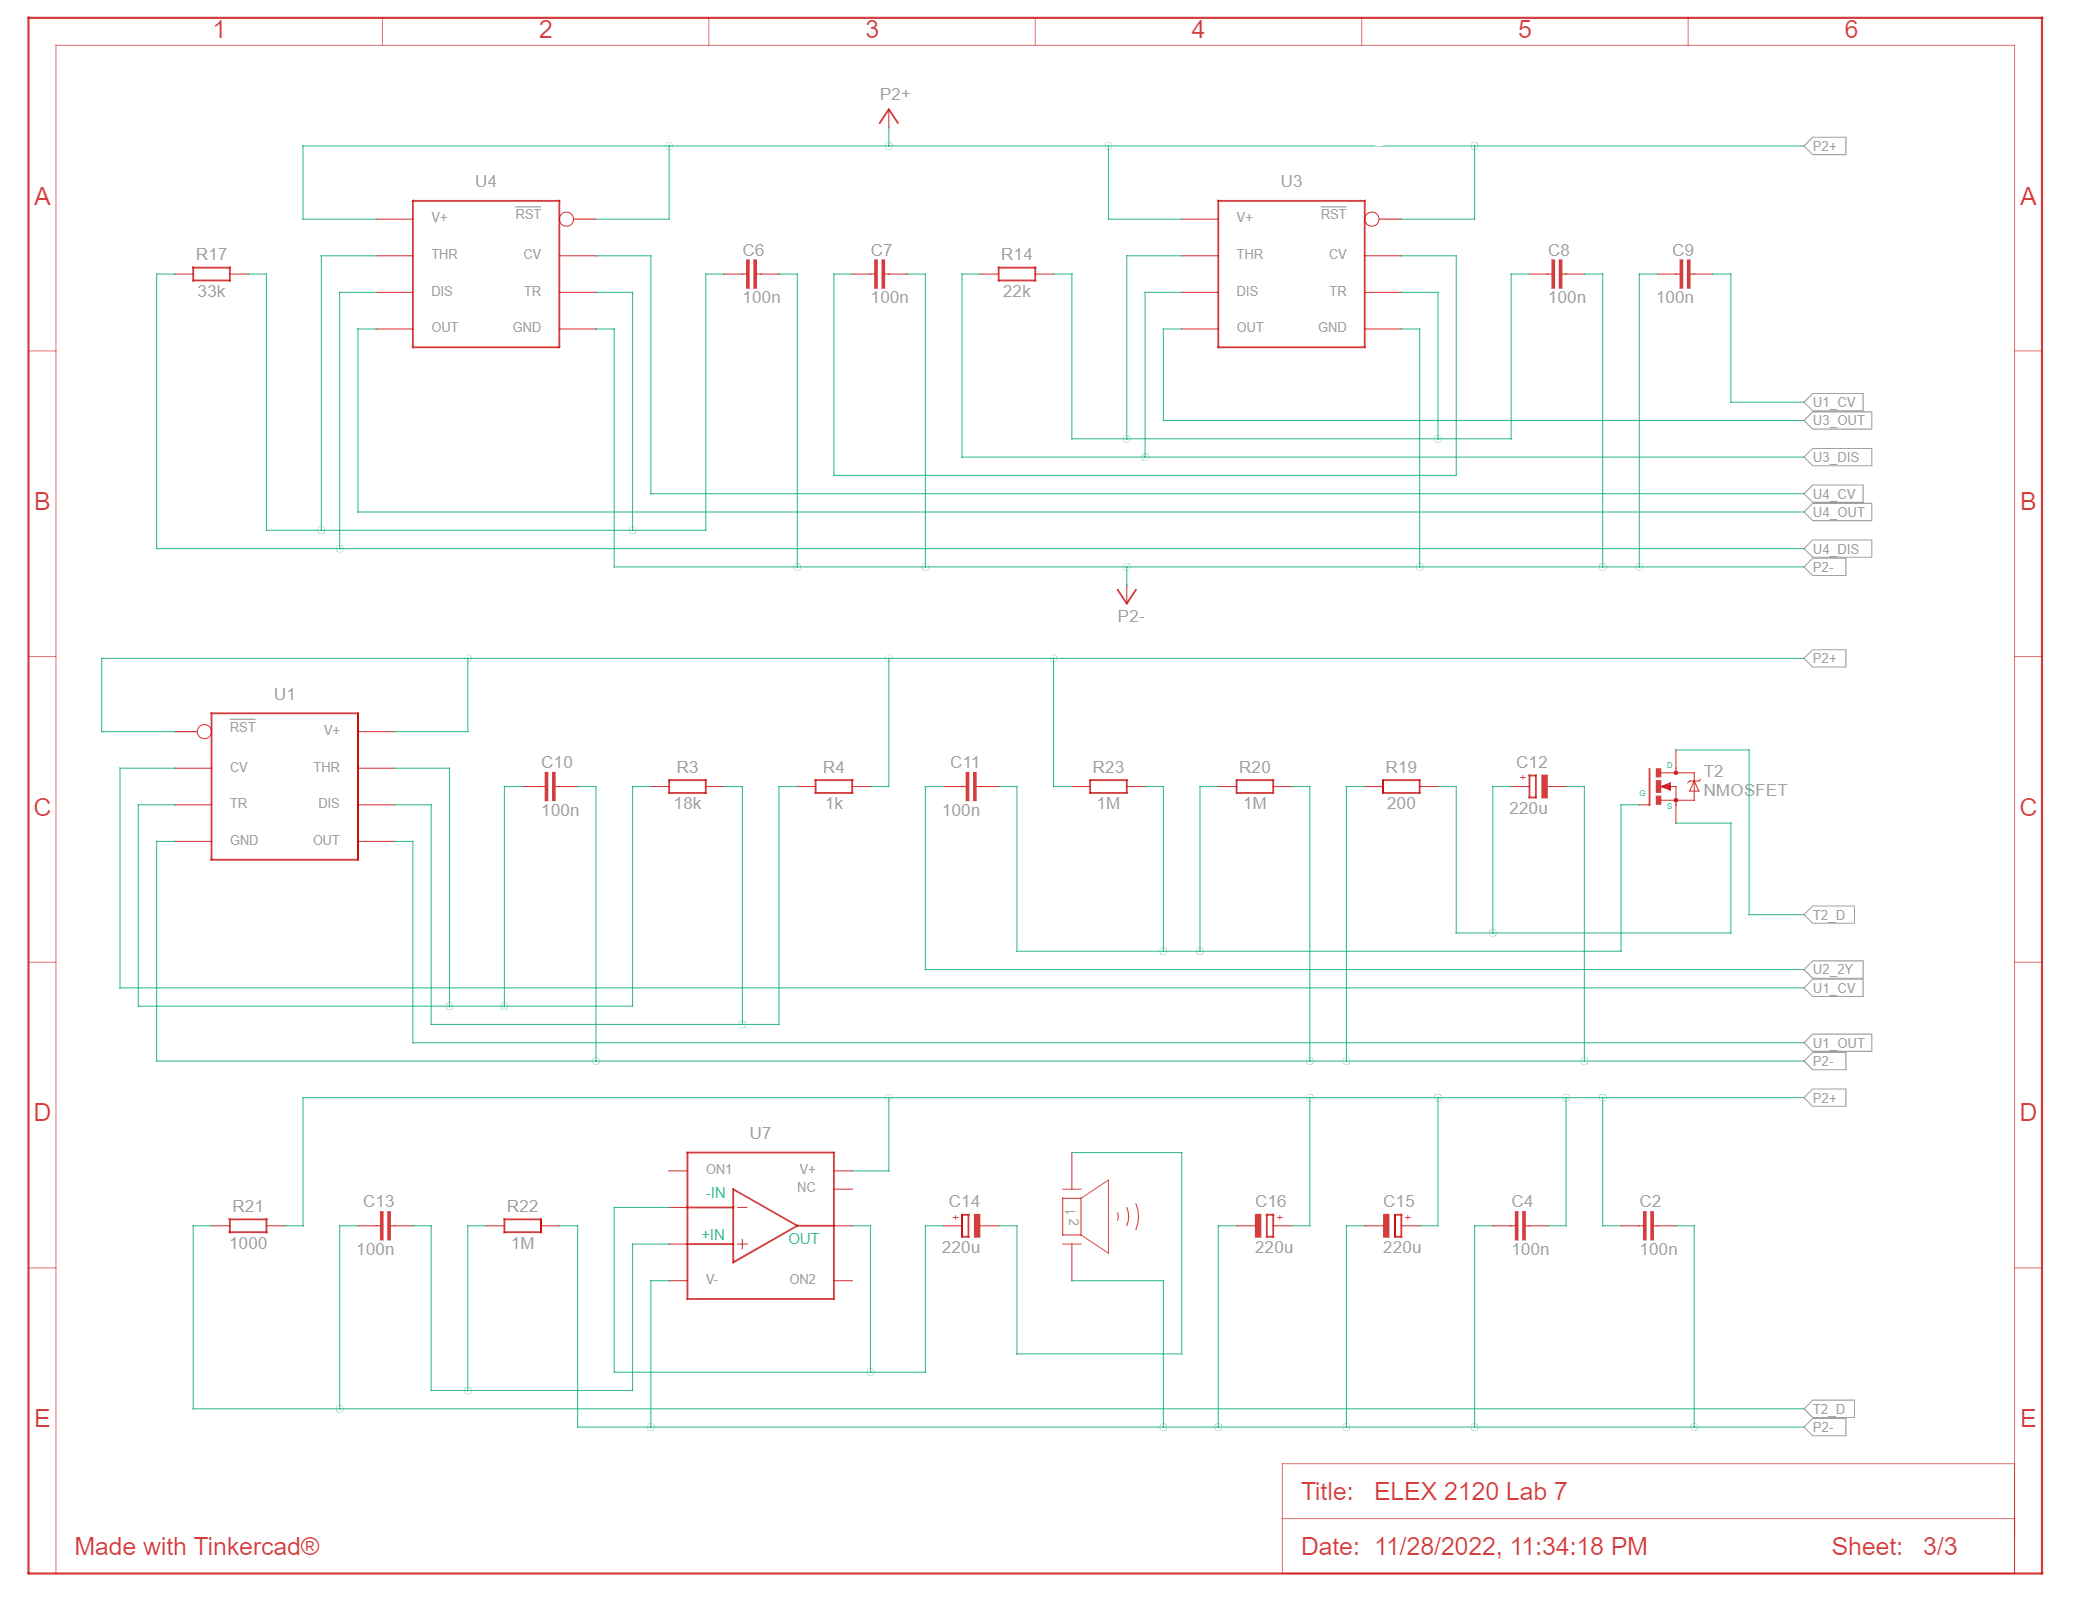 1 2 3 4 5 6
P2+
P2+
A A
U4 U3
V+ RST V+ RST
R17 THR CV C6 C7 R14 THR CV C8 C9
33k DIS TR 100n 100n 22k DIS TR 100n 100n
OUT GND OUT GND
U1_CV
U3_OUT
U3_DIS
B U4_CV B
U4_OUT
U4_DIS
P2-
P2-
P2+
U1
RST V+
CV THR C10 R3 R4 C11 R23 R20 R19 C12 + D T2
G NMOSFET
C TR DIS 100n 18k 1k 100n 1M 1M 200 220u S C
GND OUT
T2_D
U2_2Y
U1_CV
U1_OUT
P2-
D P2+ D
U7
ON1 V+
NC
R21 C13 R22 -IN − C14 C16 C15 C4 C2
+ L2 + +
1000 100n 1M +IN + OUT 220u 220u 220u 100n 100n
V- ON2
T2_D
E P2- E
Title: ELEX 2120 Lab 7
Made with Tinkercad® Date: 11/28/2022, 11:34:18 PM Sheet: 3/3